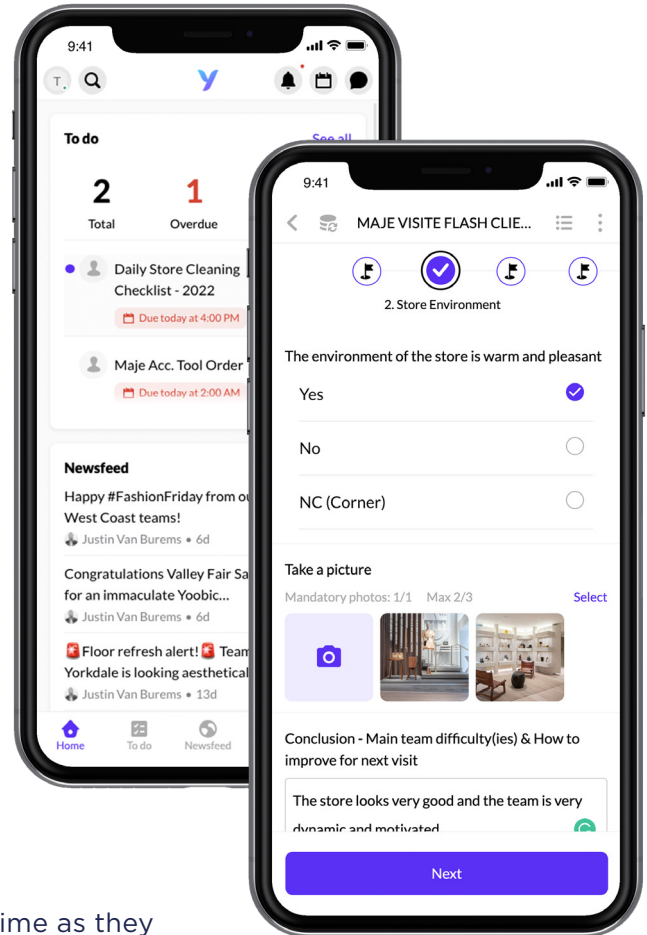 9:41
T.
To do
See all
2
1
Total
Overdue
Daily Store Cleaning
Checklist - 2022
Due today at 4:00 PM
Maje Acc. Tool Order
Due today at 2:00 AM
Newsfeed
Happy #FashionFriday from
West Coast teams!
Justin Van Burems • 6d
Congratulations Valley Fair
for an immaculate Yoobic...
Justin Van Burems • 6d
🚨Floor refresh alert!🚨
Yorkdale is looking
Justin Van Burems • 13d
Home
To do
Newsfeed
9:41
MAJE VISITE FLASH CLIE...
2. Store Environment
The environment of the store is warm and pleasant
Yes
No
NC (Corner)
Take a picture
Mandatory photos: 1/1 Max 2/3
Select
Conclusion - Main team difficulty(ies) & How to
improve for next visit
The store looks very good and the team is very
dynamic and motivated
Next
as they